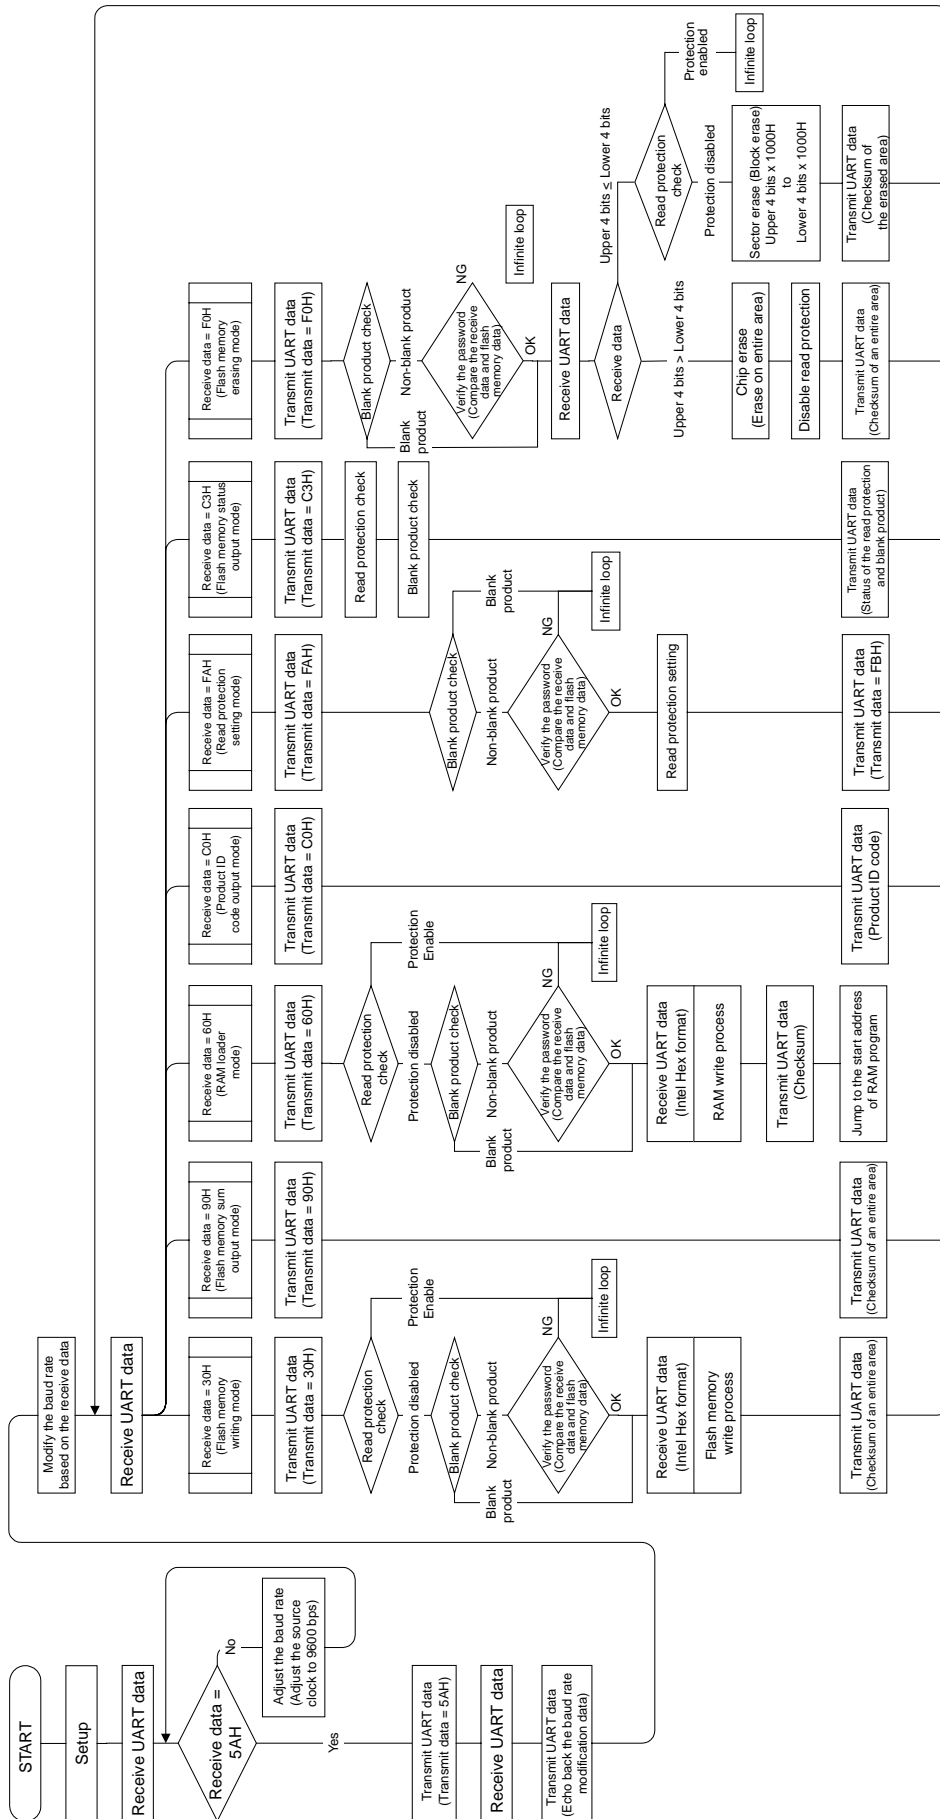 START
Setup
Receive UART data
Receive data =
5AH
No
Adjust the baud rate
(Adjust the source
clock to 9600 bps)
Yes
Transmit UART data
(Transmit data = 5AH)
Receive UART data
Transmit UART data
(Echo back the baud rate
modification data)
Modify the baud rate
based on the receive data
Receive UART data
Receive data = 30H
(Flash memory
writing mode)
Transmit UART data
(Transmit data = 30H)
Read protection
check
Protection
Enable
Protection disabled
Blank product check
Blank
product
Non-blank product
Verify the password
(Compare the receive
data and flash
memory data)
NG
Infinite loop
OK
Receive UART data
(Intel Hex format)
Flash memory
write process
Transmit UART data
(Checksum of an entire area)
Receive data = 90H
(Flash memory sum
output mode)
Transmit UART data
(Transmit data = 90H)
Transmit UART data
(Checksum of an entire area)
Receive data = 60H
(RAM loader
mode)
Transmit UART data
(Transmit data = 60H)
Read protection
check
Protection
Enable
Protection disabled
Blank product check
Blank
product
Non-blank product
Verify the password
(Compare the receive
data and flash
memory data)
NG
Infinite loop
OK
Receive UART data
(Intel Hex format)
RAM write process
Transmit UART data
(Checksum)
Jump to the start address
of RAM program
Receive data = C0H
(Product ID
code output mode)
Transmit UART data
(Transmit data = C0H)
Transmit UART data
(Product ID code)
Receive data = FAH
(Read protection
setting mode)
Transmit UART data
(Transmit data = FAH)
Blank product check
Blank
product
Non-blank product
Verify the password
(Compare the receive
data and flash
memory data)
NG
Infinite loop
OK
Read protection setting
Transmit UART data
(Transmit data = FBH)
Receive data = C3H
(Flash memory status
output mode)
Transmit UART data
(Transmit data = C3H)
Read protection check
Blank product check
Transmit UART data
(Status of the read protection
and blank product)
Receive data = F0H
(Flash memory
erasing mode)
Transmit UART data
(Transmit data = F0H)
Blank product check
Blank
product
Non-blank product
Verify the password
(Compare the receive
data and flash
memory data)
NG
Infinite loop
OK
Receive UART data
Receive data
Upper 4 bits > Lower 4 bits
Chip erase
(Erase on entire area)
Disable read protection
Transmit UART data
(Checksum of an entire area)
Upper 4 bits ≤ Lower 4 bits
Read protection
check
Protection
enabled
Infinite loop
Protection disabled
Sector erase (Block erase)
Upper 4 bits x 1000H
to
Lower 4 bits x 1000H
Transmit UART data
(Checksum of
the erased area)